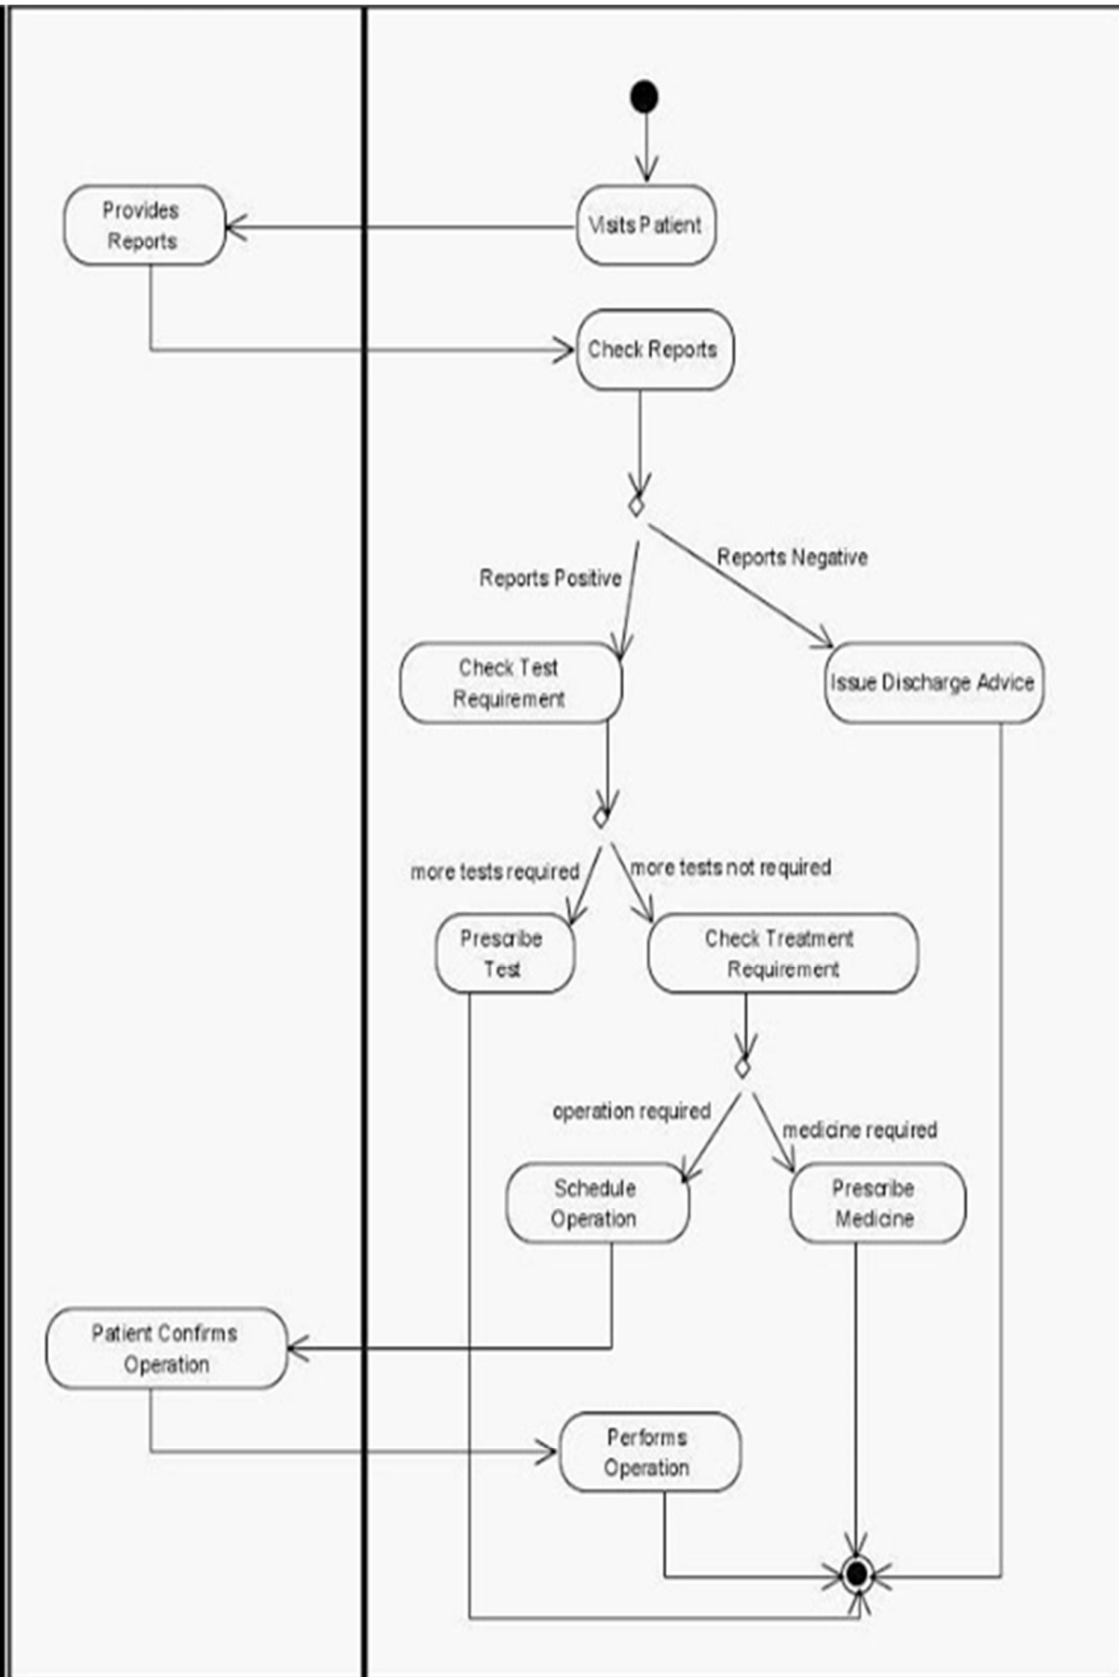 Provides
Reports
Visits Patient
Check Reports
Reports Negative
Reports Positive
Check Test
Requirement
Issue Discharge Advice
more tests required
more tests not required
Prescribe
Test
Check Treatment
Requirement
operation required
medicine required
Schedule
Operation
Prescribe
Medicine
Patient Confirms
Operation
Performs
Operation